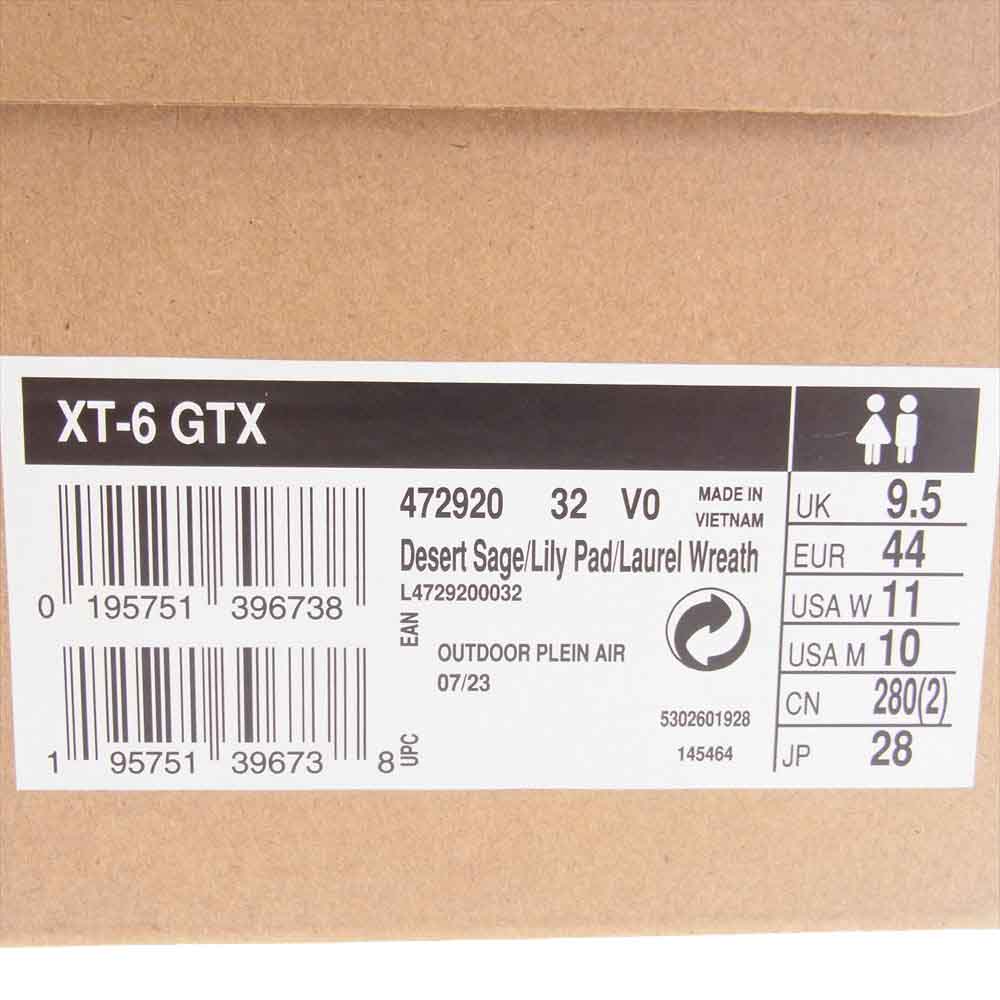 XT-6 GTX
472920 32 V0
MADE IN
VIETNAM
Desert Sage/Lily Pad/Laurel Wreath
L4729200032
0 195751 396738
EAN
OUTDOOR PLEIN AIR
07/23
1 95751 39673 8
UPC
5302601928
145464
UK 9.5
EUR 44
USA W 11
USA M 10
CN 280(2)
JP 28